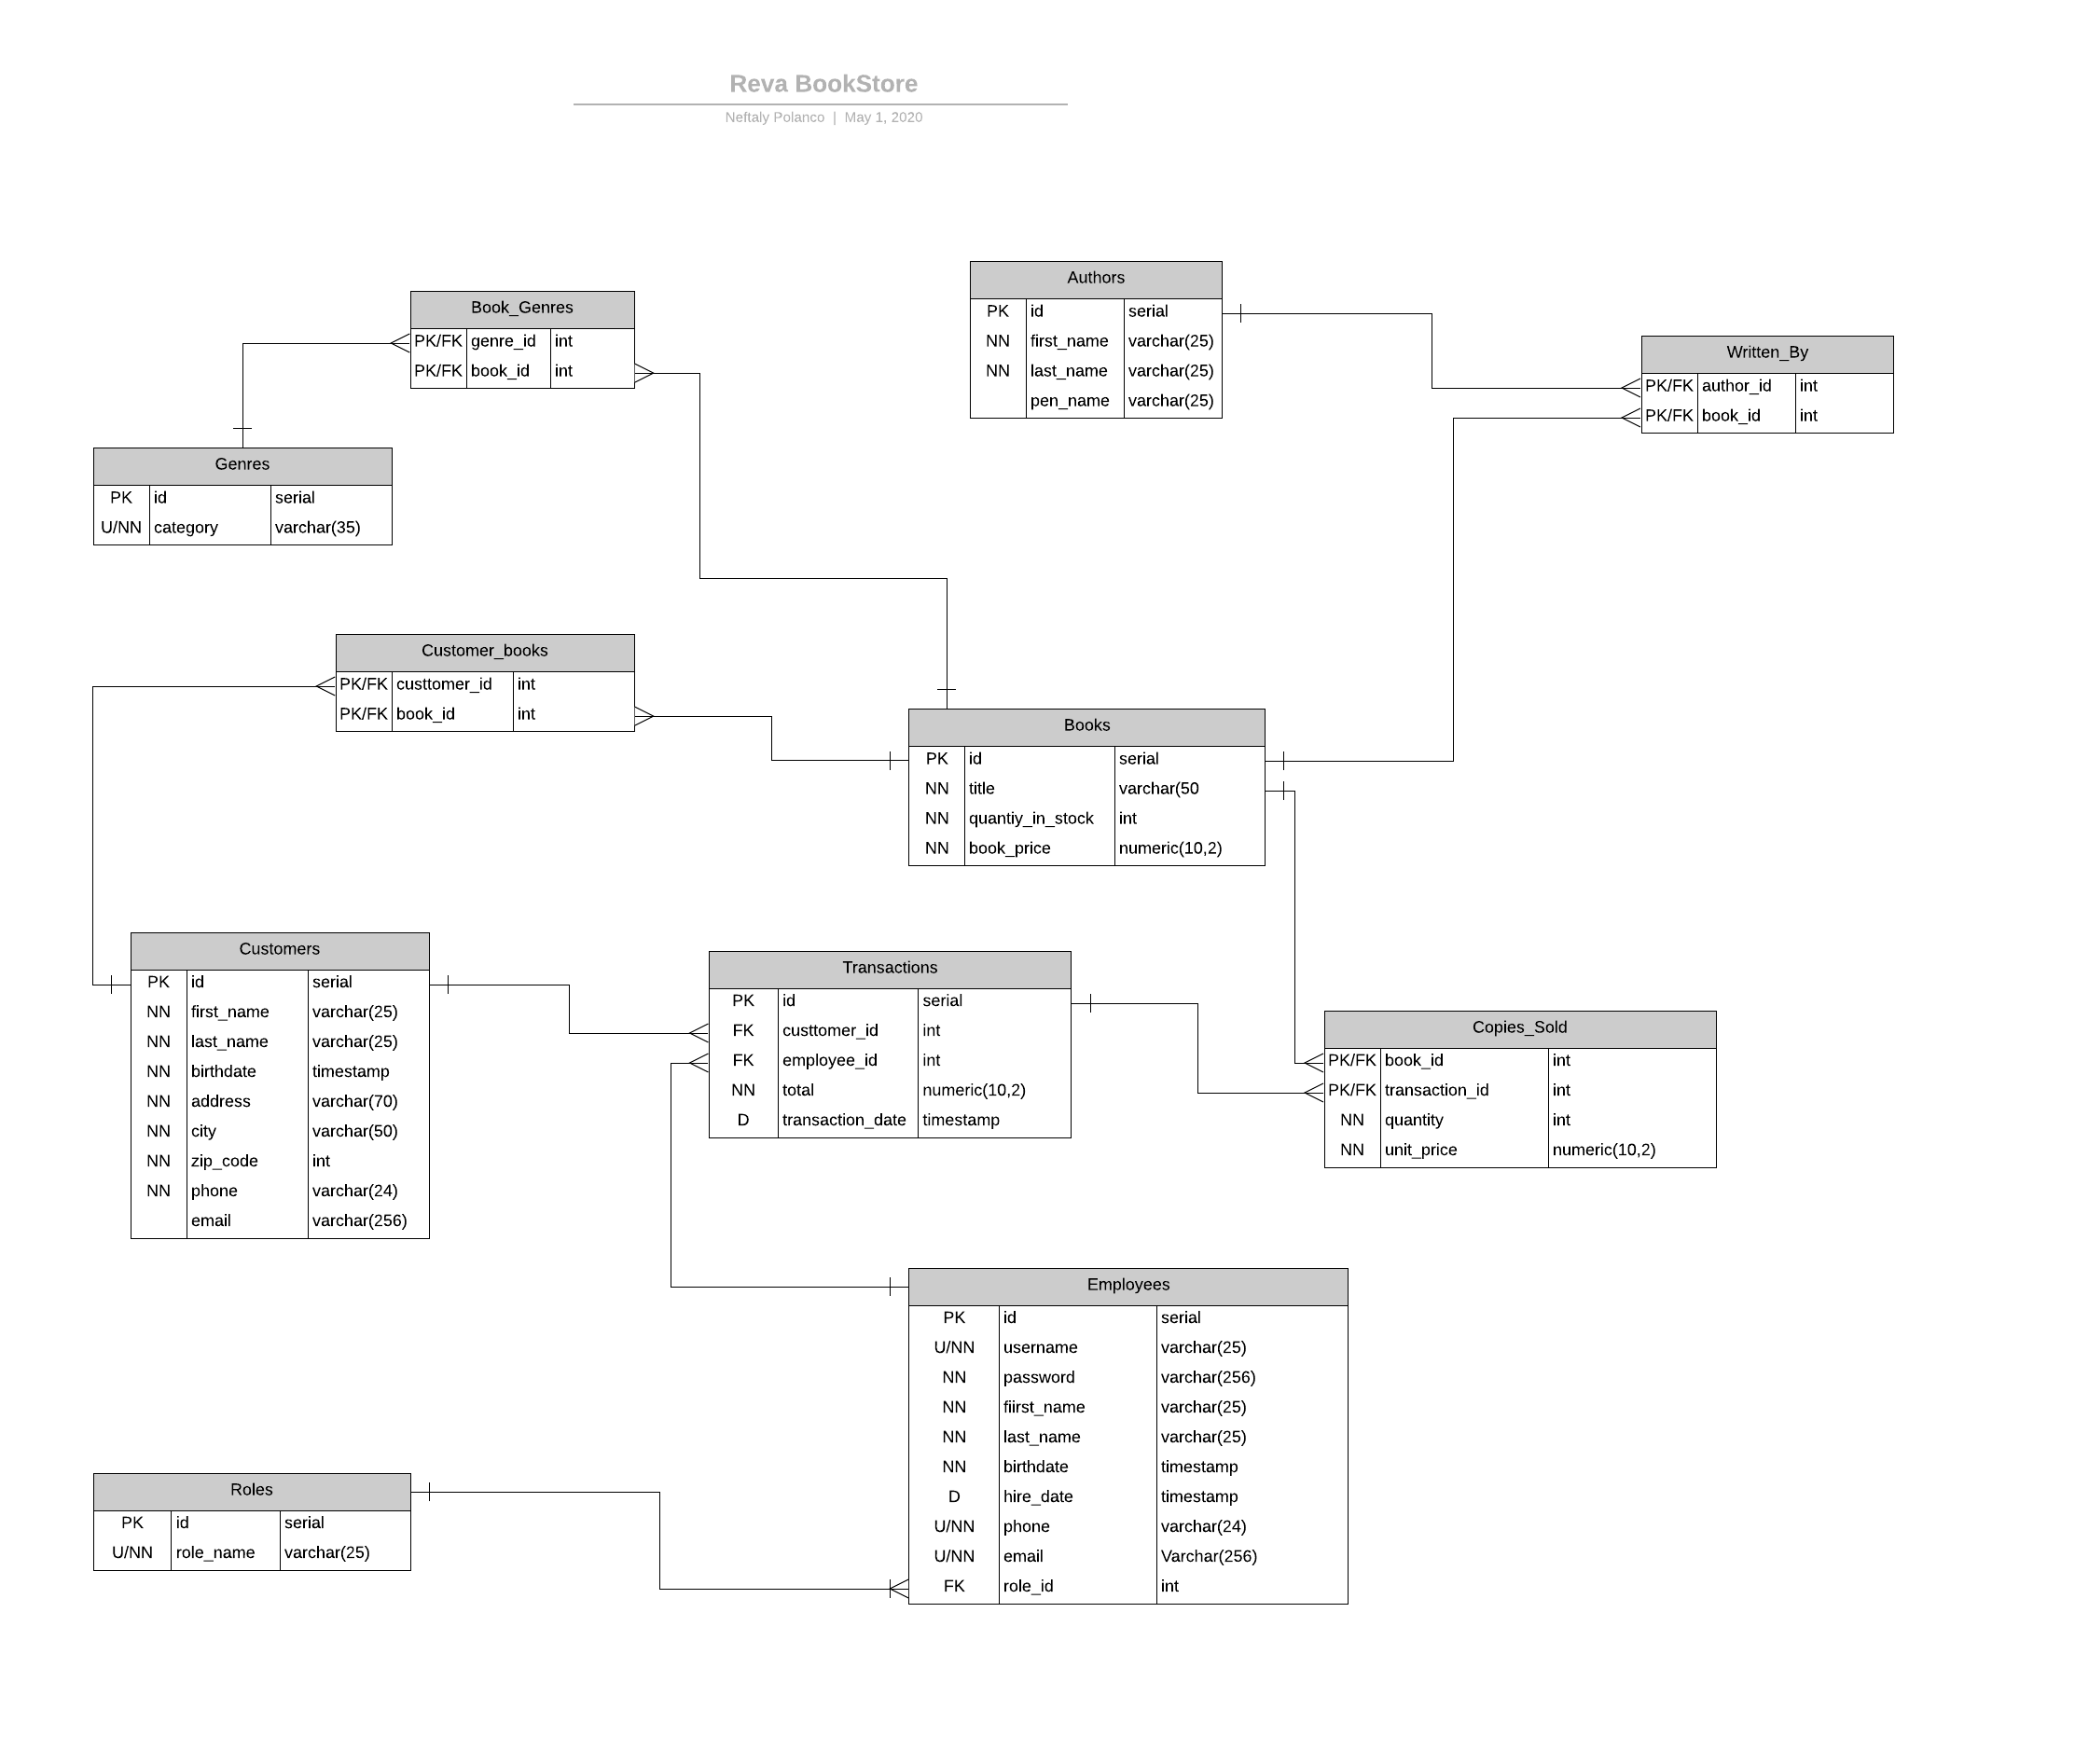 Reva BookStore
Neftaly Polanco | May 1, 2020
Authors
PK id serial
NN first_name varchar(25)
NN last_name varchar(25)
pen_name varchar(25)
Book_Genres
PK/FK genre_id int
PK/FK book_id int
Written_By
PK/FK author_id int
PK/FK book_id int
Genres
PK id serial
U/NN category varchar(35)
Customer_books
PK/FK custtomer_id int
PK/FK book_id int
Books
PK id serial
NN title varchar(50
NN quantiy_in_stock int
NN book_price numeric(10,2)
Customers
PK id serial
NN first_name varchar(25)
NN last_name varchar(25)
NN birthdate timestamp
NN address varchar(70)
NN city varchar(50)
NN zip_code int
NN phone varchar(24)
email varchar(256)
Transactions
PK id serial
FK custtomer_id int
FK employee_id int
NN total numeric(10,2)
D transaction_date timestamp
Copies_Sold
PK/FK book_id int
PK/FK transaction_id int
NN quantity int
NN unit_price numeric(10,2)
Employees
PK id serial
U/NN username varchar(25)
NN password varchar(256)
NN fiirst_name varchar(25)
NN last_name varchar(25)
NN birthdate timestamp
D hire_date timestamp
U/NN phone varchar(24)
U/NN email Varchar(256)
FK role_id int
Roles
PK id serial
U/NN role_name varchar(25)